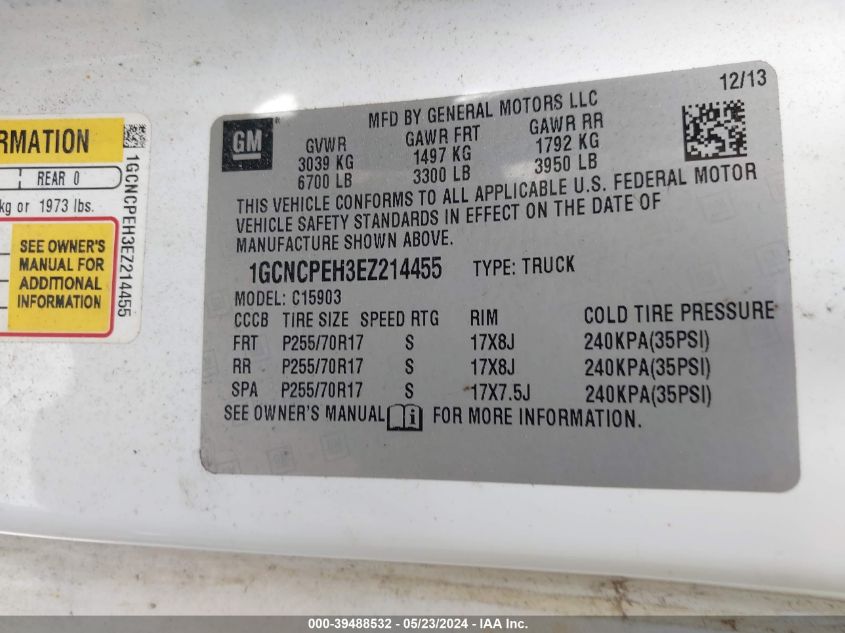 RMATION
REAR 0
kg or 1973 lbs.
SEE OWNER'S
MANUAL FOR
ADDITIONAL
INFORMATION
1GCNCPEH3EZ214455
12/13
GM®
MFD BY GENERAL MOTORS LLC
GVWR GAWR FRT GAWR RR
3039 KG 1497 KG 1792 KG
6700 LB 3300 LB 3950 LB
THIS VEHICLE CONFORMS TO ALL APPLICABLE U.S. FEDERAL MOTOR
VEHICLE SAFETY STANDARDS IN EFFECT ON THE DATE OF
MANUFACTURE SHOWN ABOVE.
1GCNCPEH3EZ214455 TYPE: TRUCK
MODEL: C15903
CCCB TIRE SIZE SPEED RTG RIM COLD TIRE PRESSURE
FRT P255/70R17 S 17X8J 240KPA(35PSI)
RR P255/70R17 S 17X8J 240KPA(35PSI)
SPA P255/70R17 S 17X7.5J 240KPA(35PSI)
SEE OWNER'S MANUAL i FOR MORE INFORMATION.
000-39488532 - 05/23/2024 - IAA Inc.